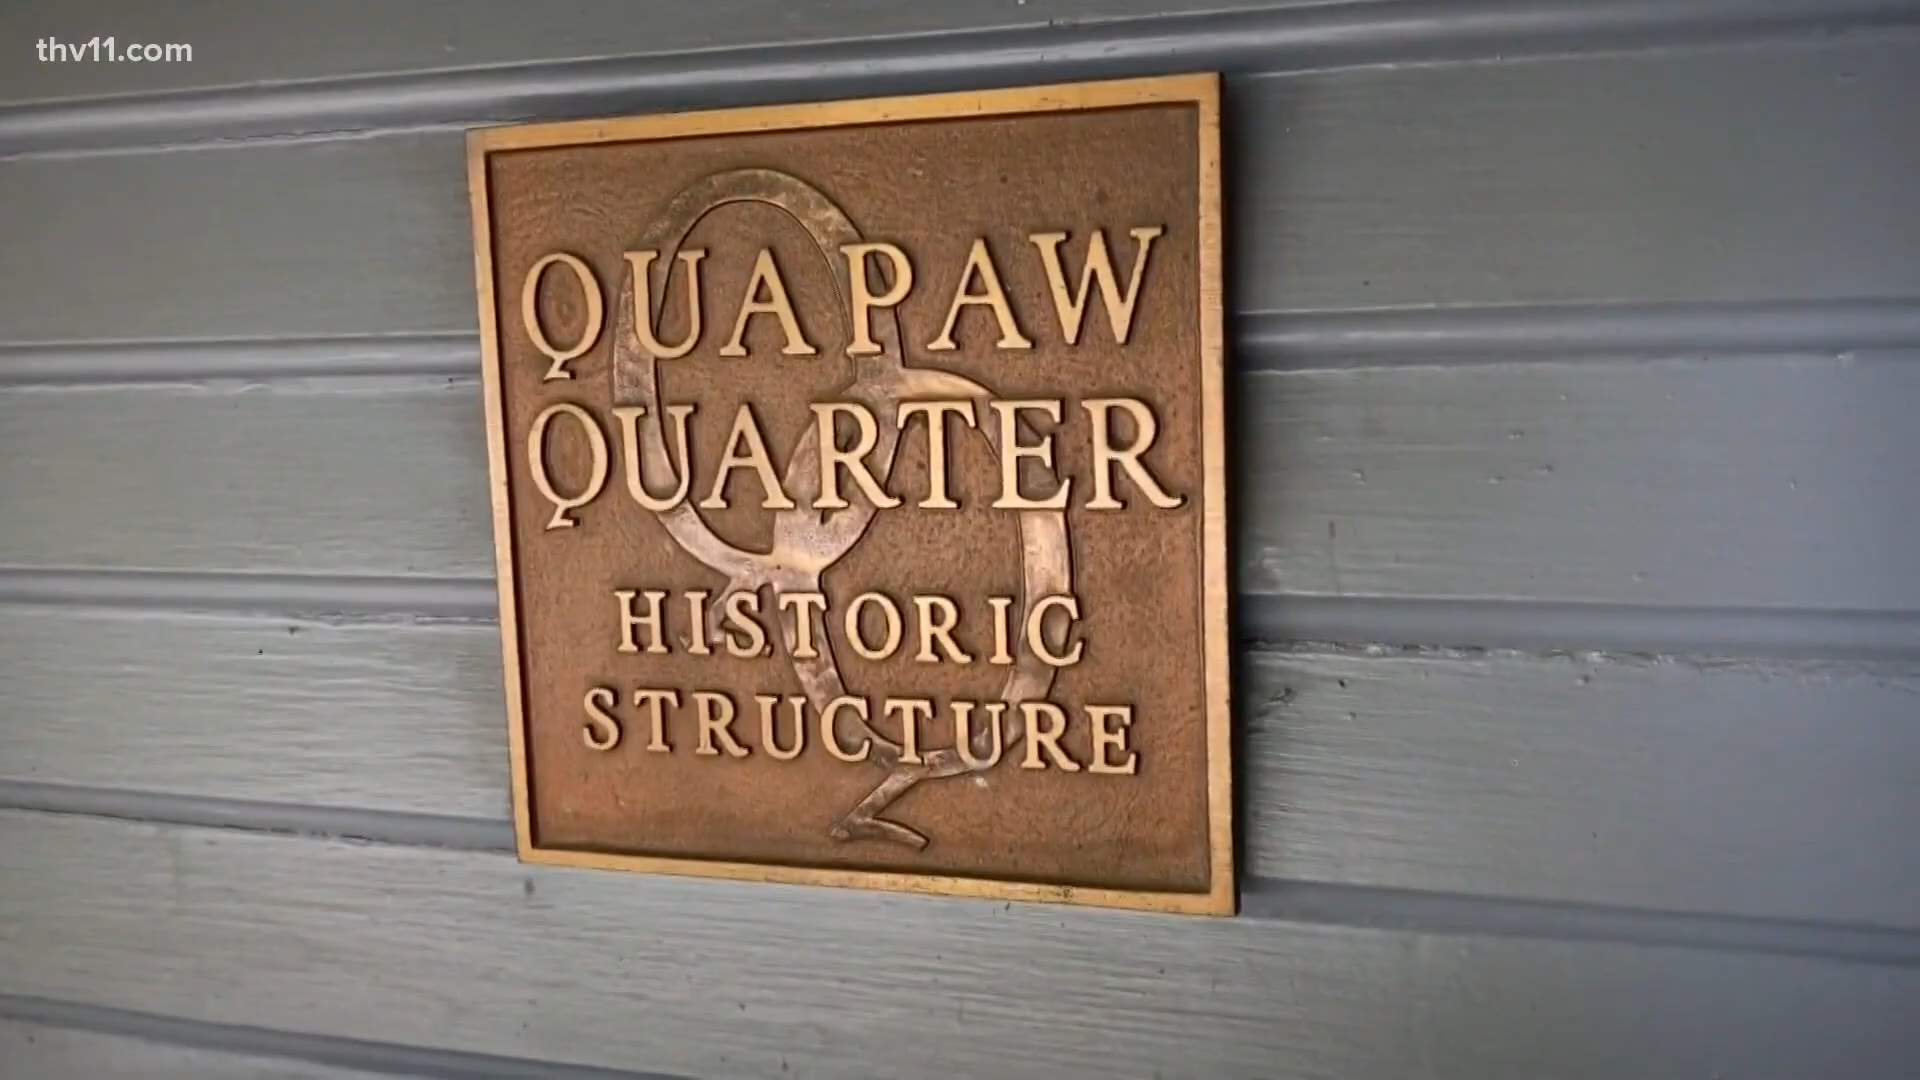 thv11.com
QUAPAW
QUARTER
HISTORIC
STRUCTURE